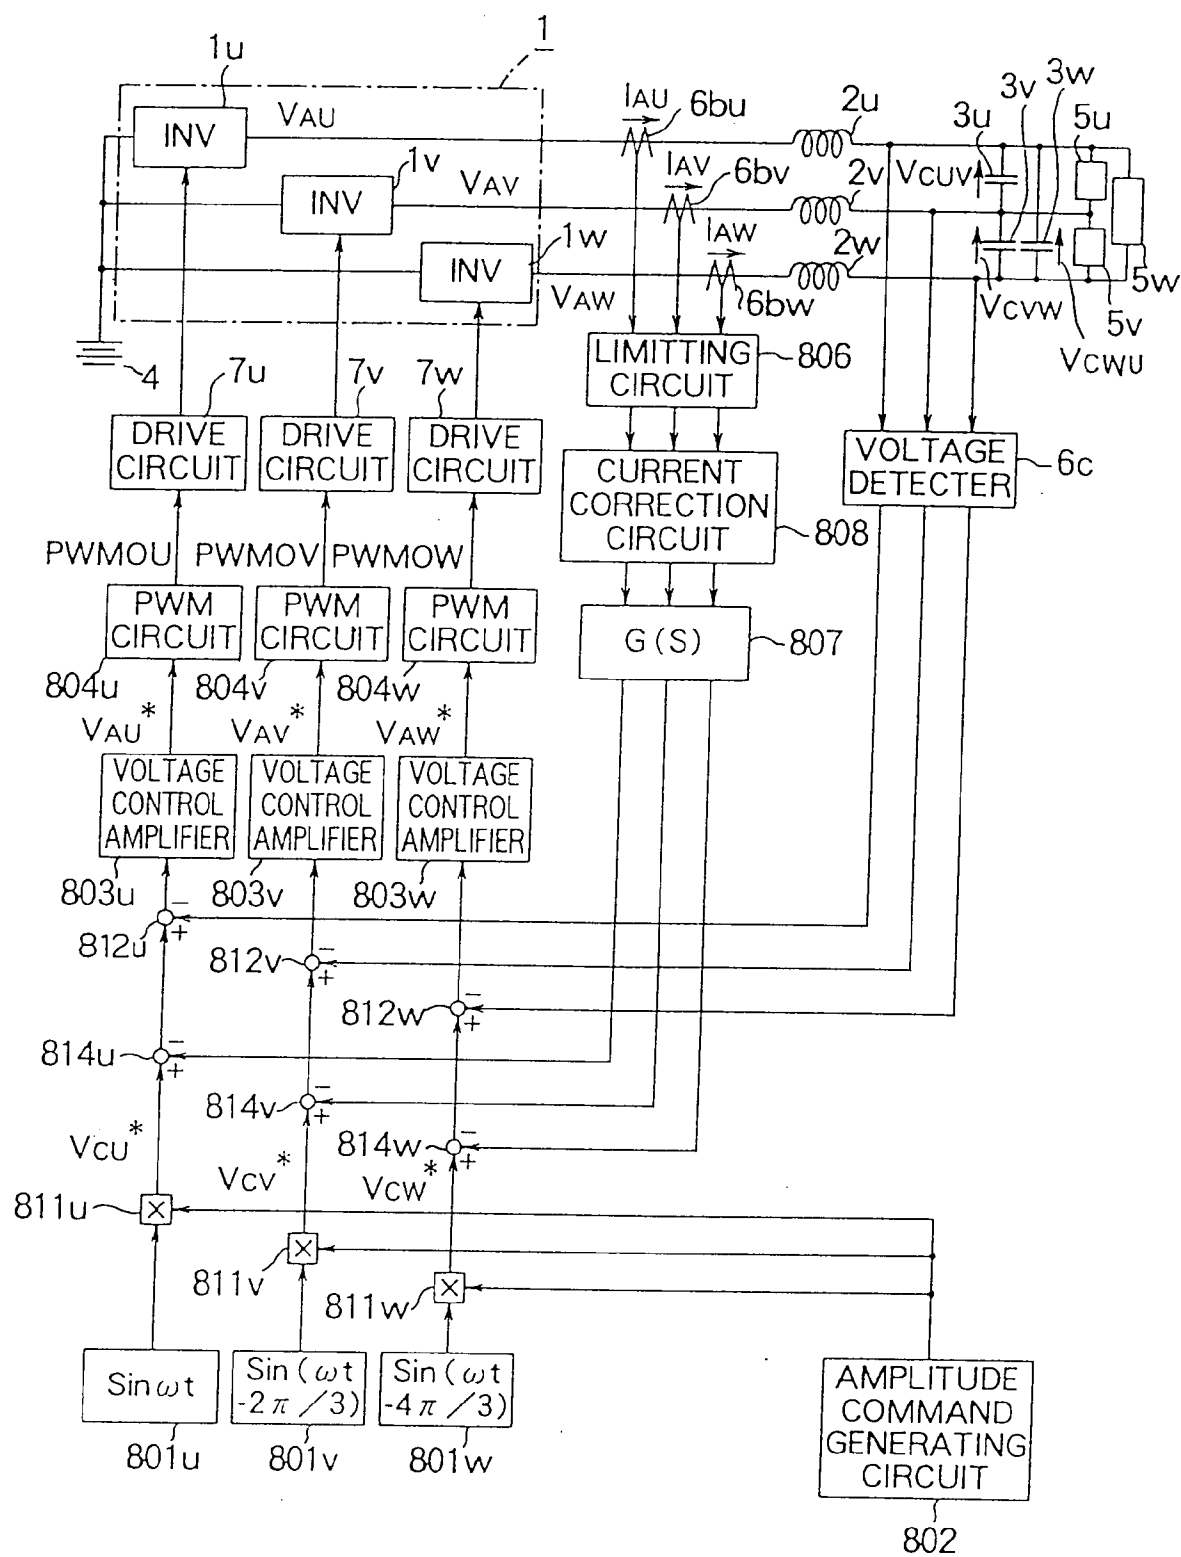 1
1u
INV
VAU
IAU
6bu
2u
3u
3v
3w
5u
1v
INV
VAV
IAV
6bv
2v
VCUV
1w
INV
VAW
IAW
6bw
2w
VCVW
5v
5w
VCWU
4
7u
7v
7w
LIMITTING
CIRCUIT
806
DRIVE
CIRCUIT
DRIVE
CIRCUIT
DRIVE
CIRCUIT
CURRENT
CORRECTION
CIRCUIT
808
VOLTAGE
DETECTER
6c
PWMOU
PWMOV
PWMOW
PWM
CIRCUIT
PWM
CIRCUIT
PWM
CIRCUIT
G(S)
807
804u
804v
804w
VAU*
VAV*
VAW*
VOLTAGE
CONTROL
AMPLIFIER
VOLTAGE
CONTROL
AMPLIFIER
VOLTAGE
CONTROL
AMPLIFIER
803u
803v
803w
−
+
812u
−
+
812v
−
+
812w
−
+
814u
−
+
814v
−
+
814w
VCU*
VCV*
VCW*
811u
×
811v
×
811w
×
Sinωt
Sin(ωt
-2π/3)
Sin(ωt
-4π/3)
801u
801v
801w
AMPLITUDE
COMMAND
GENERATING
CIRCUIT
802